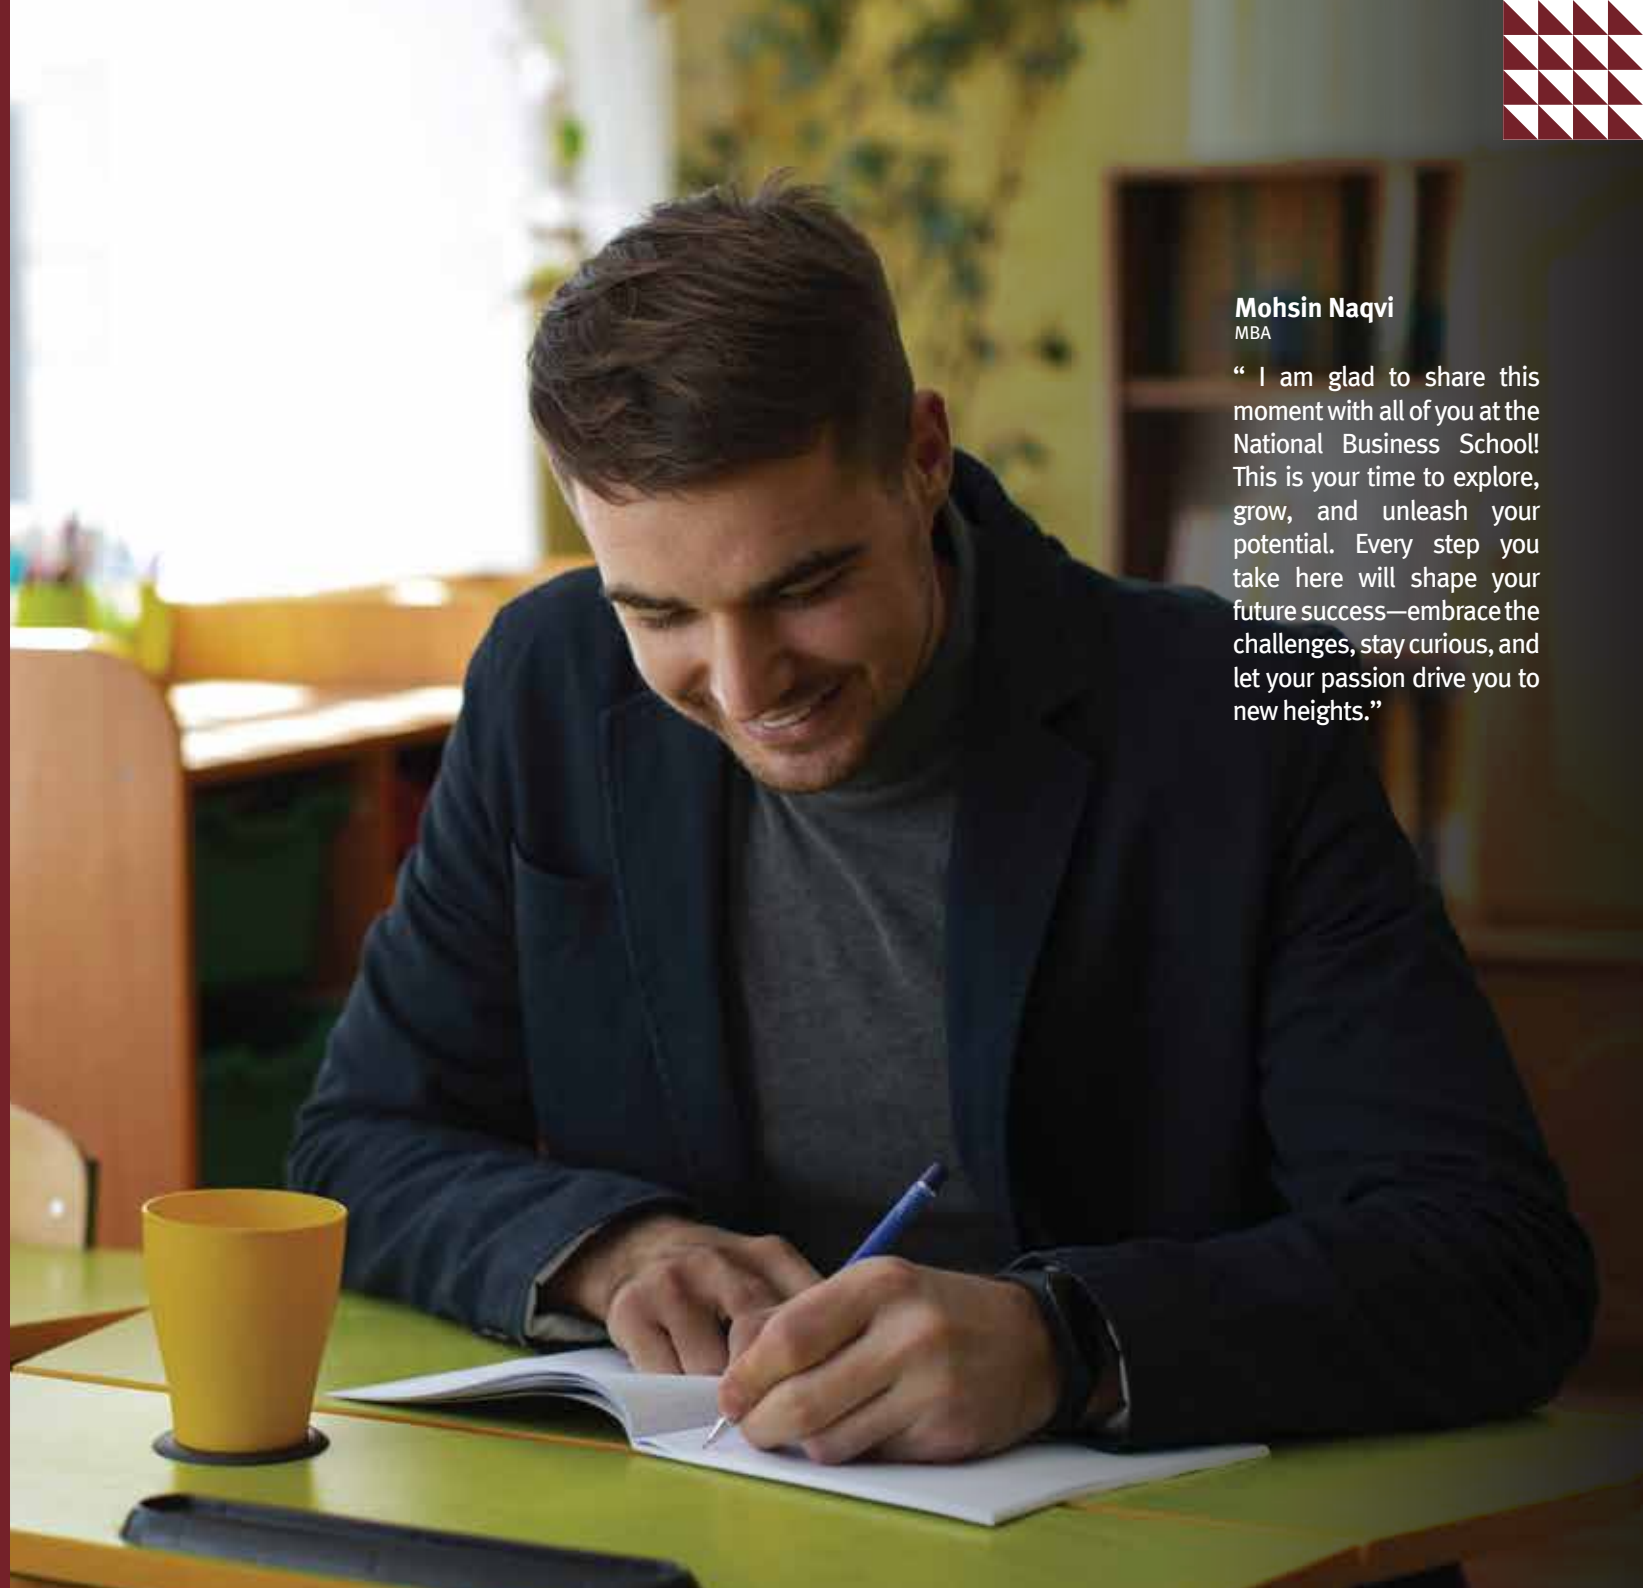 Mohsin Naqvi
MBA
“ I am glad to share this
moment with all of you at the
National Business School!
This is your time to explore,
grow, and unleash your
potential. Every step you
take here will shape your
future success—embrace the
challenges, stay curious, and
let your passion drive you to
new heights.”